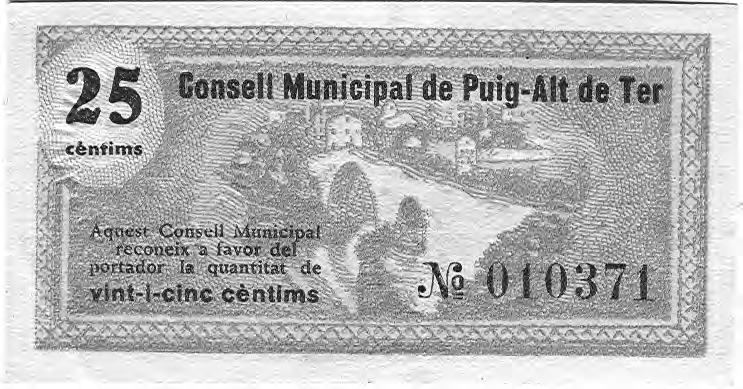 25
cèntims
Consell Municipal de Puig-Alt de Ter
Aquest Consell Municipal
reconeix a favor del
portador la quantitat de
vint-i-cinc cèntims
№ 010371